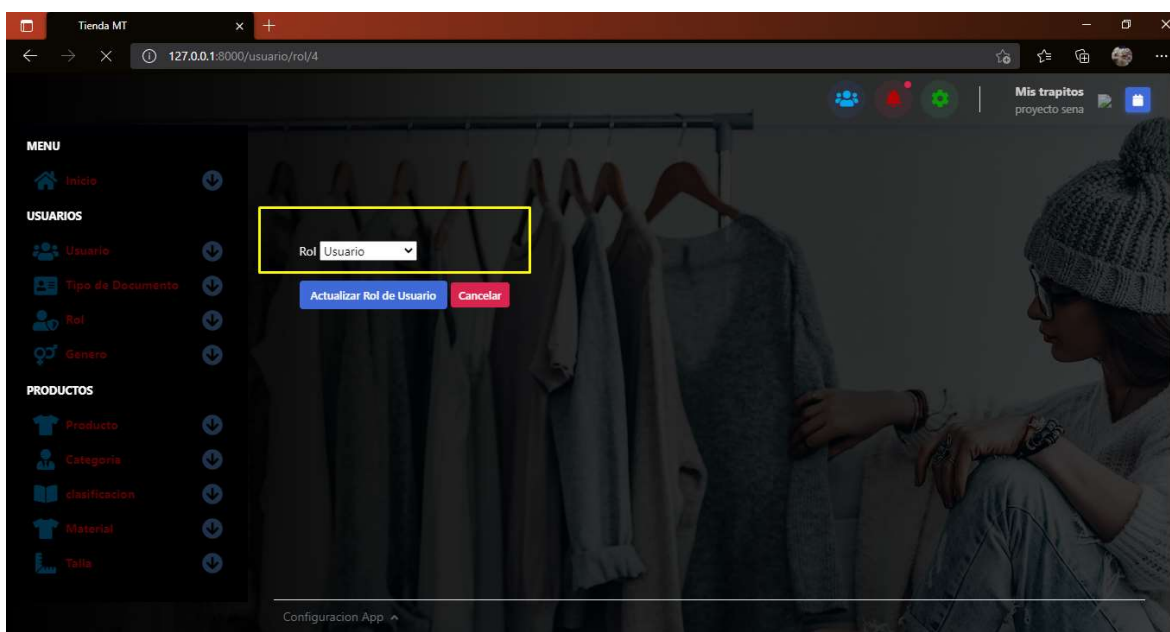 Tienda MT
127.0.0.1:8000/usuario/rol/4
Mis trapitos
proyecto sena
MENU
Inicio
USUARIOS
Usuario
Tipo de Documento
Rol
Genero
PRODUCTOS
Producto
Categoria
clasificacion
Material
Talla
Rol Usuario
Actualizar Rol de Usuario Cancelar
Configuracion App